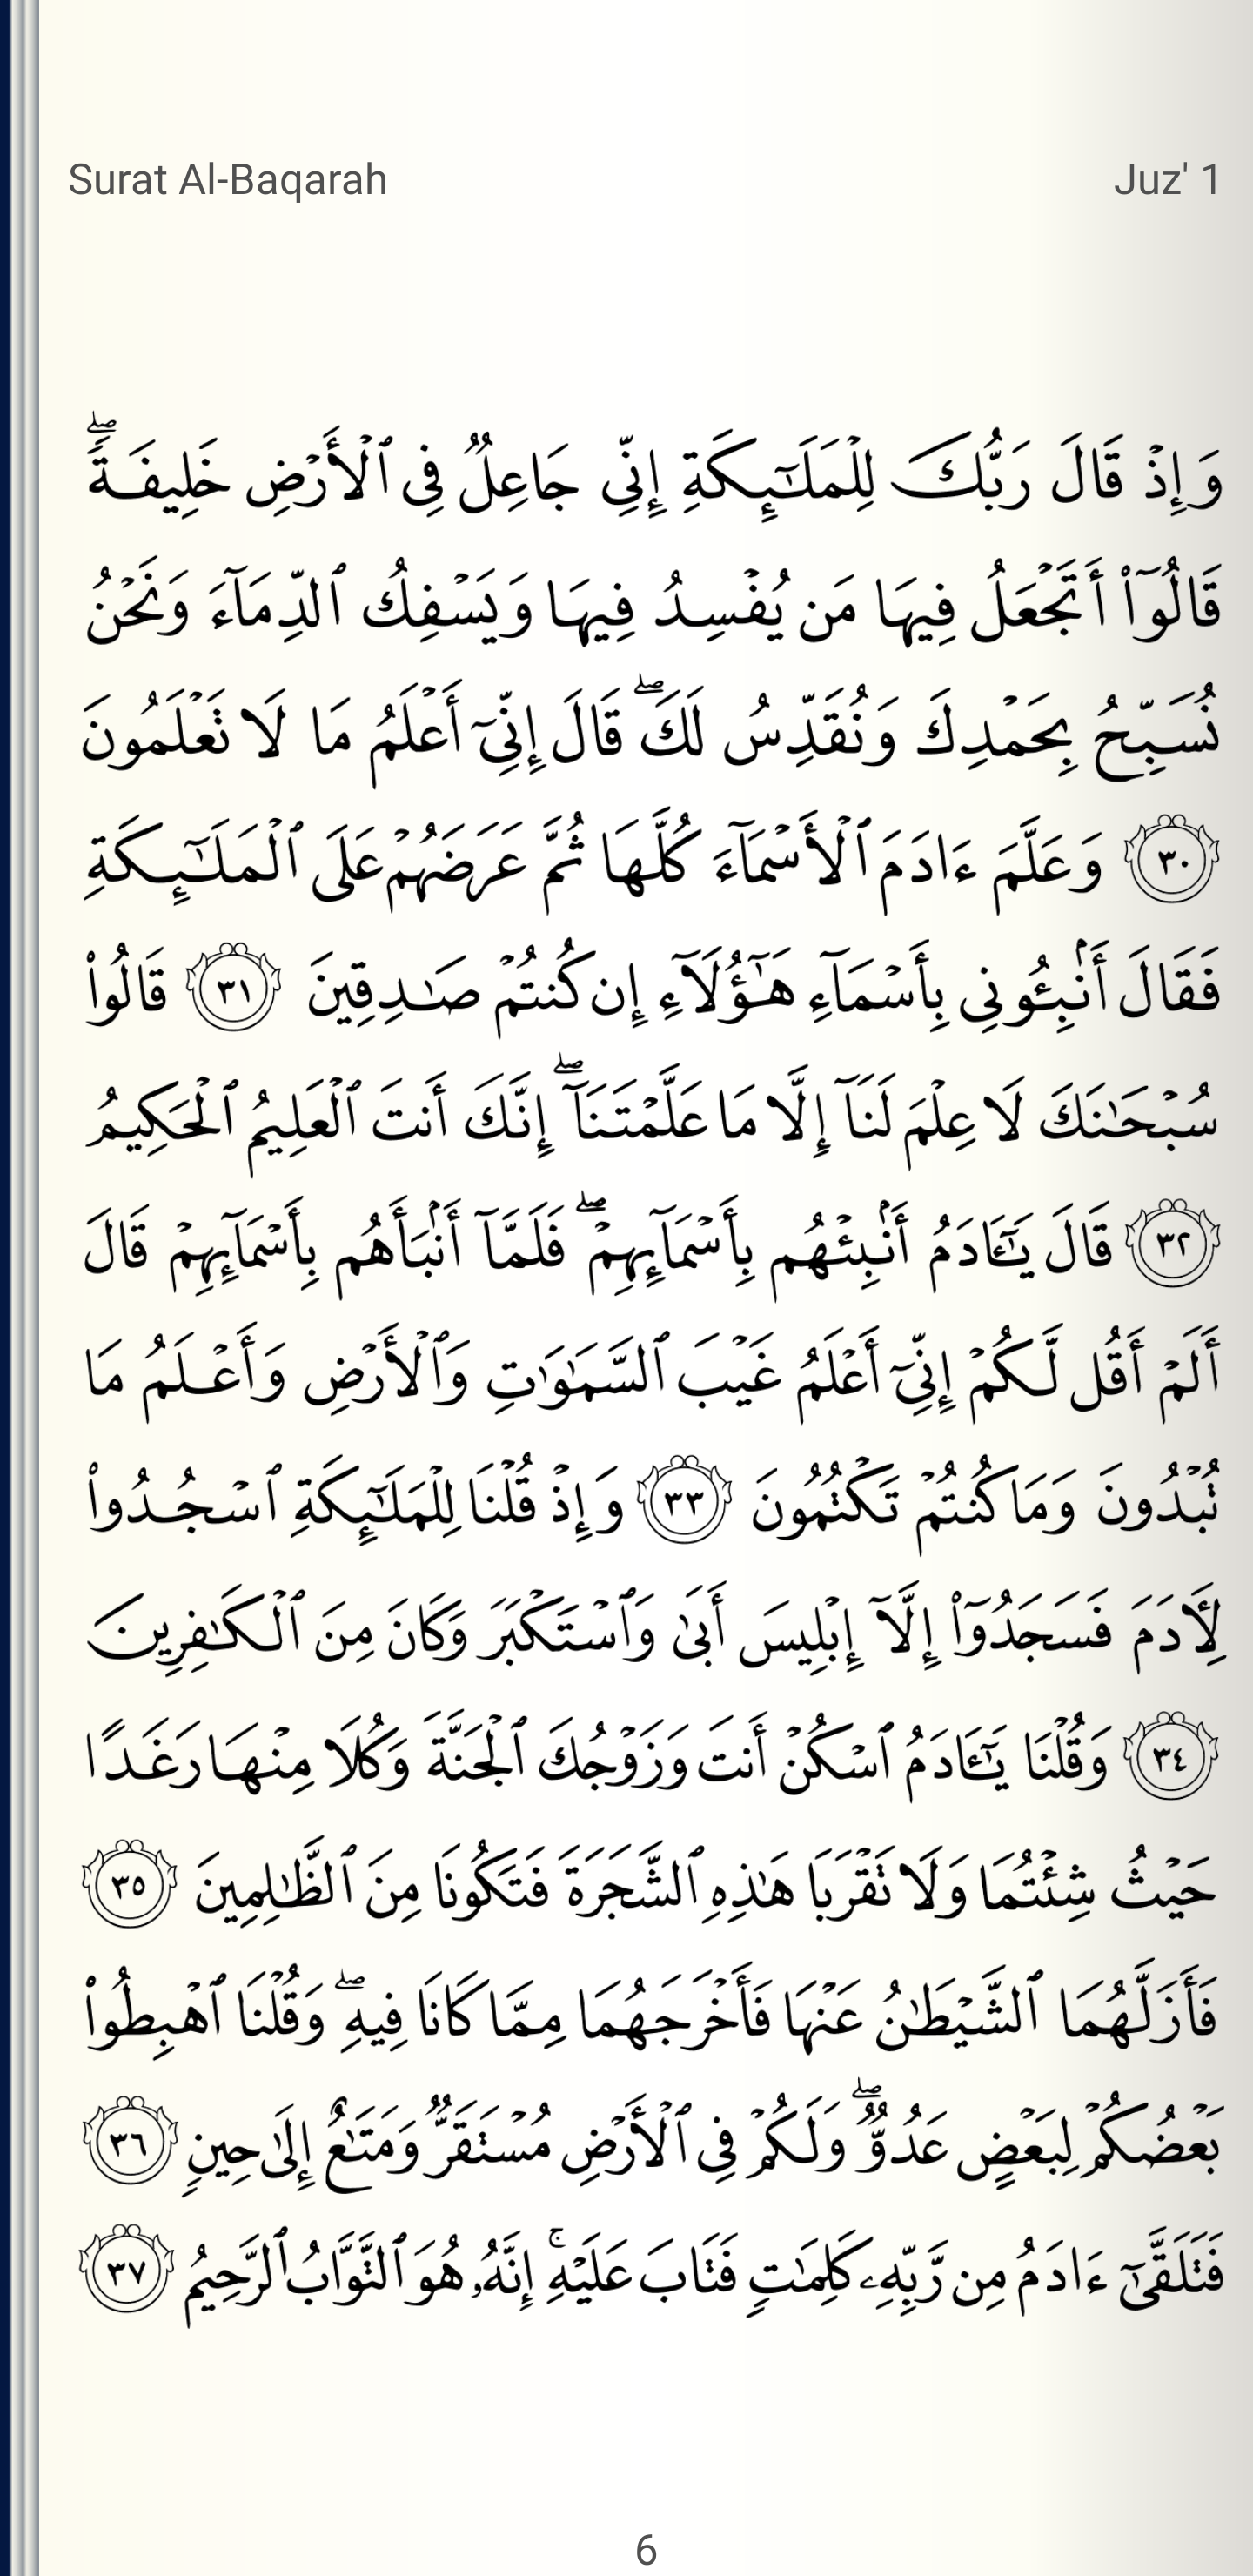 Surat Al-Baqarah
Juz' 1
وَإِذْ قَالَ رَبُّكَ لِلْمَلَـٰٓئِكَةِ إِنِّى جَاعِلٌ فِى ٱلْأَرْضِ خَلِيفَةًۖ
قَالُوٓا۟ أَتَجْعَلُ فِيهَا مَن يُفْسِدُ فِيهَا وَيَسْفِكُ ٱلدِّمَآءَ وَنَحْنُ
نُسَبِّحُ بِحَمْدِكَ وَنُقَدِّسُ لَكَۖ قَالَ إِنِّىٓ أَعْلَمُ مَا لَا تَعْلَمُونَ
٣٠ وَعَلَّمَ ءَادَمَ ٱلْأَسْمَآءَ كُلَّهَا ثُمَّ عَرَضَهُمْ عَلَى ٱلْمَلَـٰٓئِكَةِ
فَقَالَ أَنۢبِـُٔونِى بِأَسْمَآءِ هَـٰٓؤُلَآءِ إِن كُنتُمْ صَـٰدِقِينَ ٣١ قَالُوا۟
سُبْحَـٰنَكَ لَا عِلْمَ لَنَآ إِلَّا مَا عَلَّمْتَنَآۖ إِنَّكَ أَنتَ ٱلْعَلِيمُ ٱلْحَكِيمُ
٣٢ قَالَ يَـٰٓـَٔادَمُ أَنۢبِئْهُم بِأَسْمَآئِهِمْۖ فَلَمَّآ أَنۢبَأَهُم بِأَسْمَآئِهِمْ قَالَ
أَلَمْ أَقُل لَّكُمْ إِنِّىٓ أَعْلَمُ غَيْبَ ٱلسَّمَـٰوَٰتِ وَٱلْأَرْضِ وَأَعْلَمُ مَا
تُبْدُونَ وَمَا كُنتُمْ تَكْتُمُونَ ٣٣ وَإِذْ قُلْنَا لِلْمَلَـٰٓئِكَةِ ٱسْجُدُوا۟
لِـَٔادَمَ فَسَجَدُوٓا۟ إِلَّآ إِبْلِيسَ أَبَىٰ وَٱسْتَكْبَرَ وَكَانَ مِنَ ٱلْكَـٰفِرِينَ
٣٤ وَقُلْنَا يَـٰٓـَٔادَمُ ٱسْكُنْ أَنتَ وَزَوْجُكَ ٱلْجَنَّةَ وَكُلَا مِنْهَا رَغَدًا
حَيْثُ شِئْتُمَا وَلَا تَقْرَبَا هَـٰذِهِ ٱلشَّجَرَةَ فَتَكُونَا مِنَ ٱلظَّـٰلِمِينَ ٣٥
فَأَزَلَّهُمَا ٱلشَّيْطَـٰنُ عَنْهَا فَأَخْرَجَهُمَا مِمَّا كَانَا فِيهِۖ وَقُلْنَا ٱهْبِطُوا۟
بَعْضُكُمْ لِبَعْضٍ عَدُوٌّۖ وَلَكُمْ فِى ٱلْأَرْضِ مُسْتَقَرٌّ وَمَتَـٰعٌ إِلَىٰ حِينٍ ٣٦
فَتَلَقَّىٰٓ ءَادَمُ مِن رَّبِّهِۦ كَلِمَـٰتٍ فَتَابَ عَلَيْهِۚ إِنَّهُۥ هُوَ ٱلتَّوَّابُ ٱلرَّحِيمُ ٣٧
6